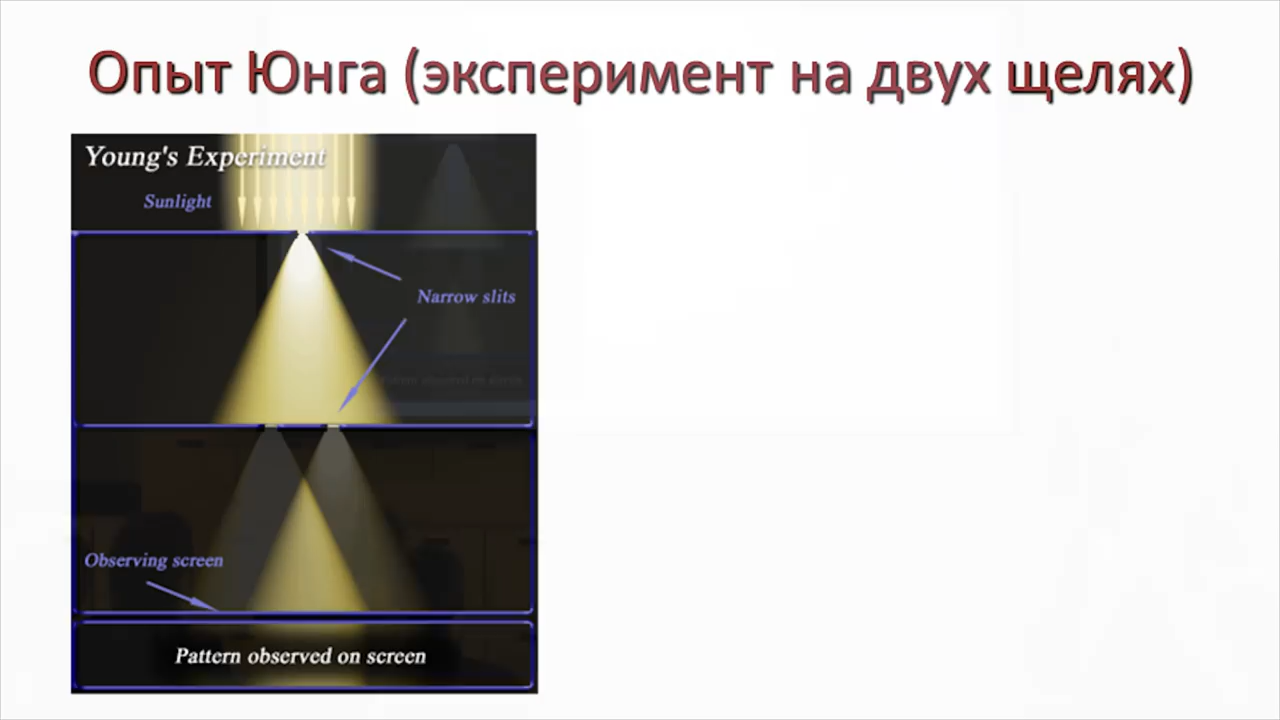 Опыт Юнга (эксперимент на двух щелях)
Young's Experiment
Sunlight
Narrow slits
Observing screen
Pattern observed on screen